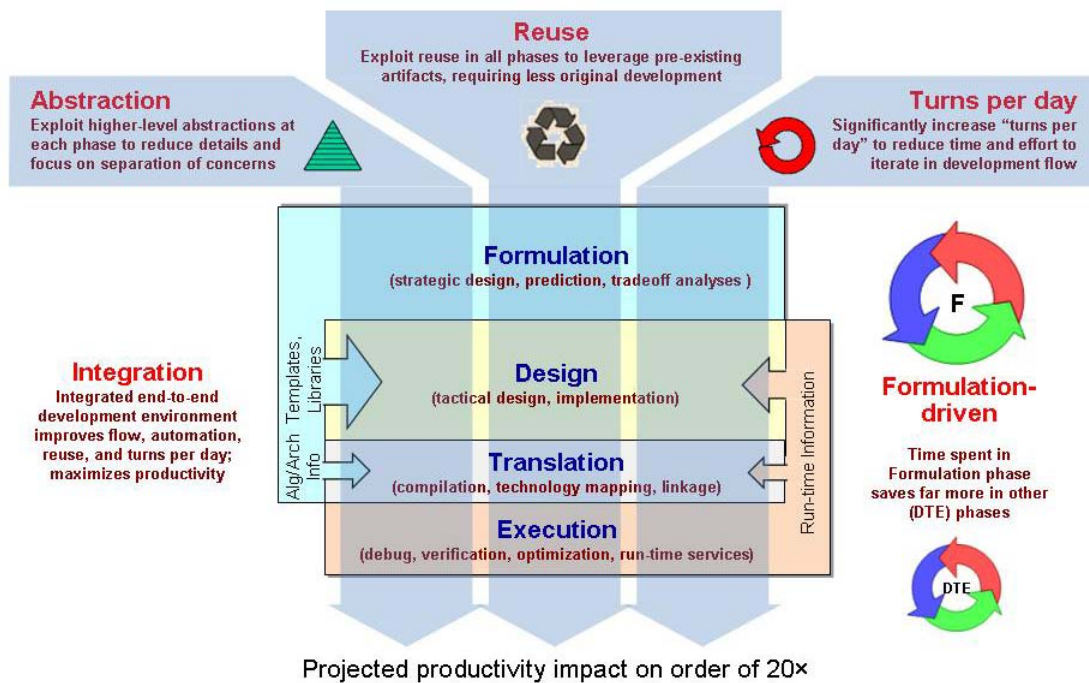 Reuse
Exploit reuse in all phases to leverage pre-existing
artifacts, requiring less original development
Abstraction
Exploit higher-level abstractions at
each phase to reduce details and
focus on separation of concerns
Turns per day
Significantly increase “turns per
day” to reduce time and effort to
iterate in development flow
Formulation
(strategic design, prediction, tradeoff analyses )
Templates,
Libraries
Design
(tactical design, implementation)
Alg/Arch
Info
Translation
(compilation, technology mapping, linkage)
Execution
(debug, verification, optimization, run-time services)
Run-time Information
Integration
Integrated end-to-end
development environment
improves flow, automation,
reuse, and turns per day;
maximizes productivity
F
Formulation-
driven
Time spent in
Formulation phase
saves far more in other
(DTE) phases
DTE
Projected productivity impact on order of 20×